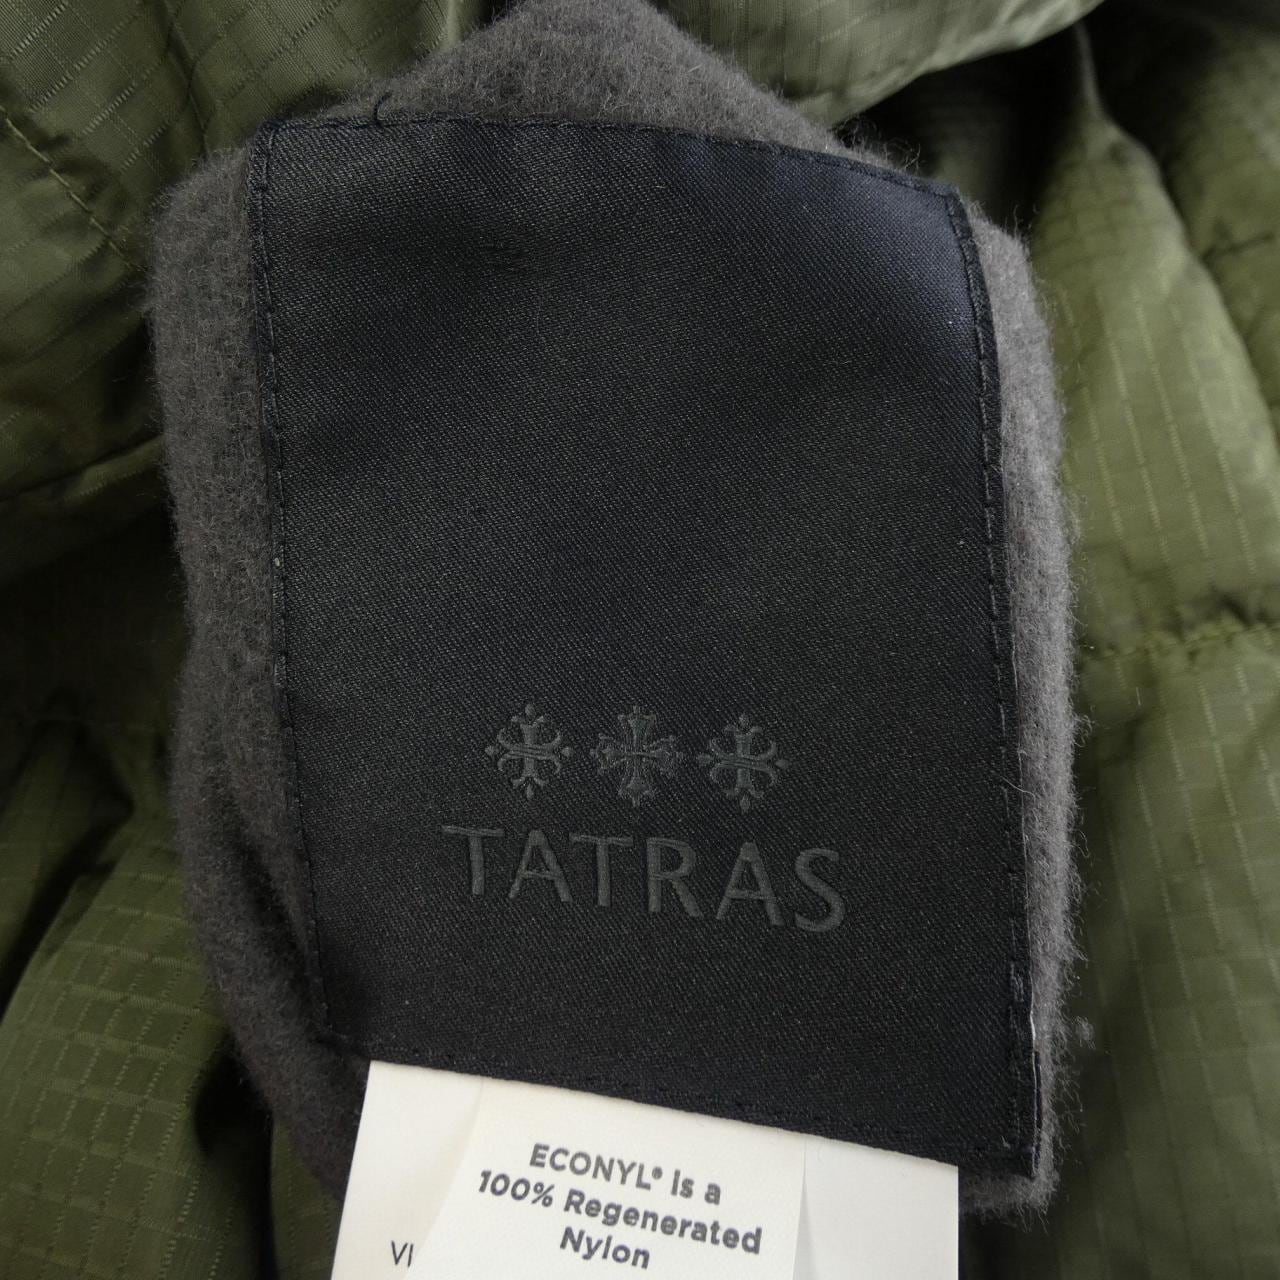 TATRAS
ECONYL® is a
100% Regenerated
Nylon